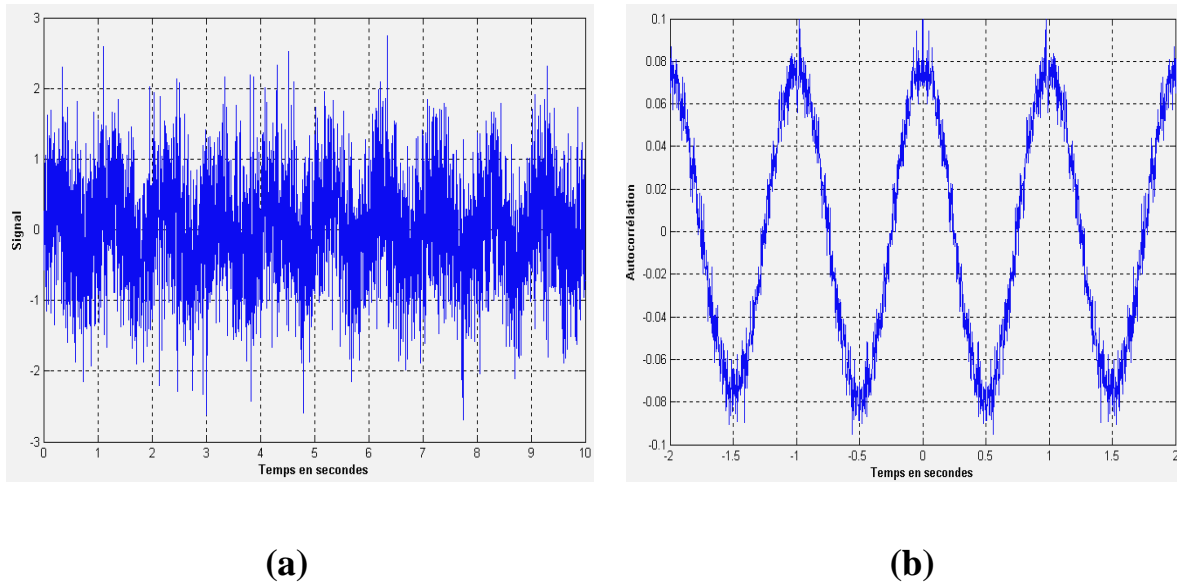 3
2
1
0
-1
-2
-3
Signal
0 1 2 3 4 5 6 7 8 9 10
Temps en secondes
(a)
0.1
0.08
0.06
0.04
0.02
0
-0.02
-0.04
-0.06
-0.08
-0.1
Autocorrélation
-2 -1.5 -1 -0.5 0 0.5 1 1.5 2
Temps en secondes
(b)